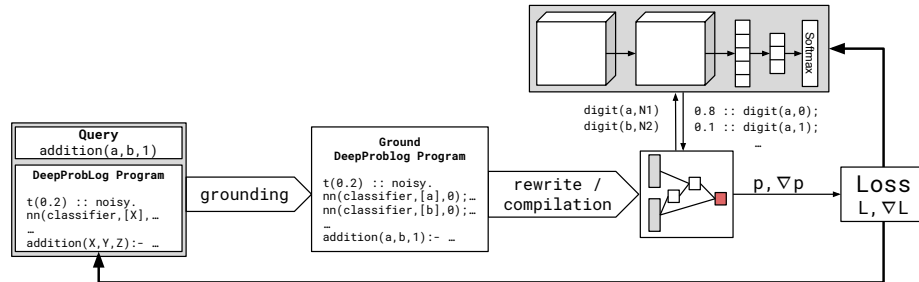 Softmax
digit(a,N1)
digit(b,N2)
0.8 :: digit(a,0);
0.1 :: digit(a,1);
…
Query
addition(a,b,1)
DeepProbLog Program
t(0.2) :: noisy.
nn(classifier,[X],…
…
addition(X,Y,Z):- …
grounding
Ground
DeepProblog Program
t(0.2) :: noisy.
nn(classifier,[a],0);…
nn(classifier,[b],0);…
…
addition(a,b,1):- …
rewrite /
compilation
p,∇p
Loss
L,∇L